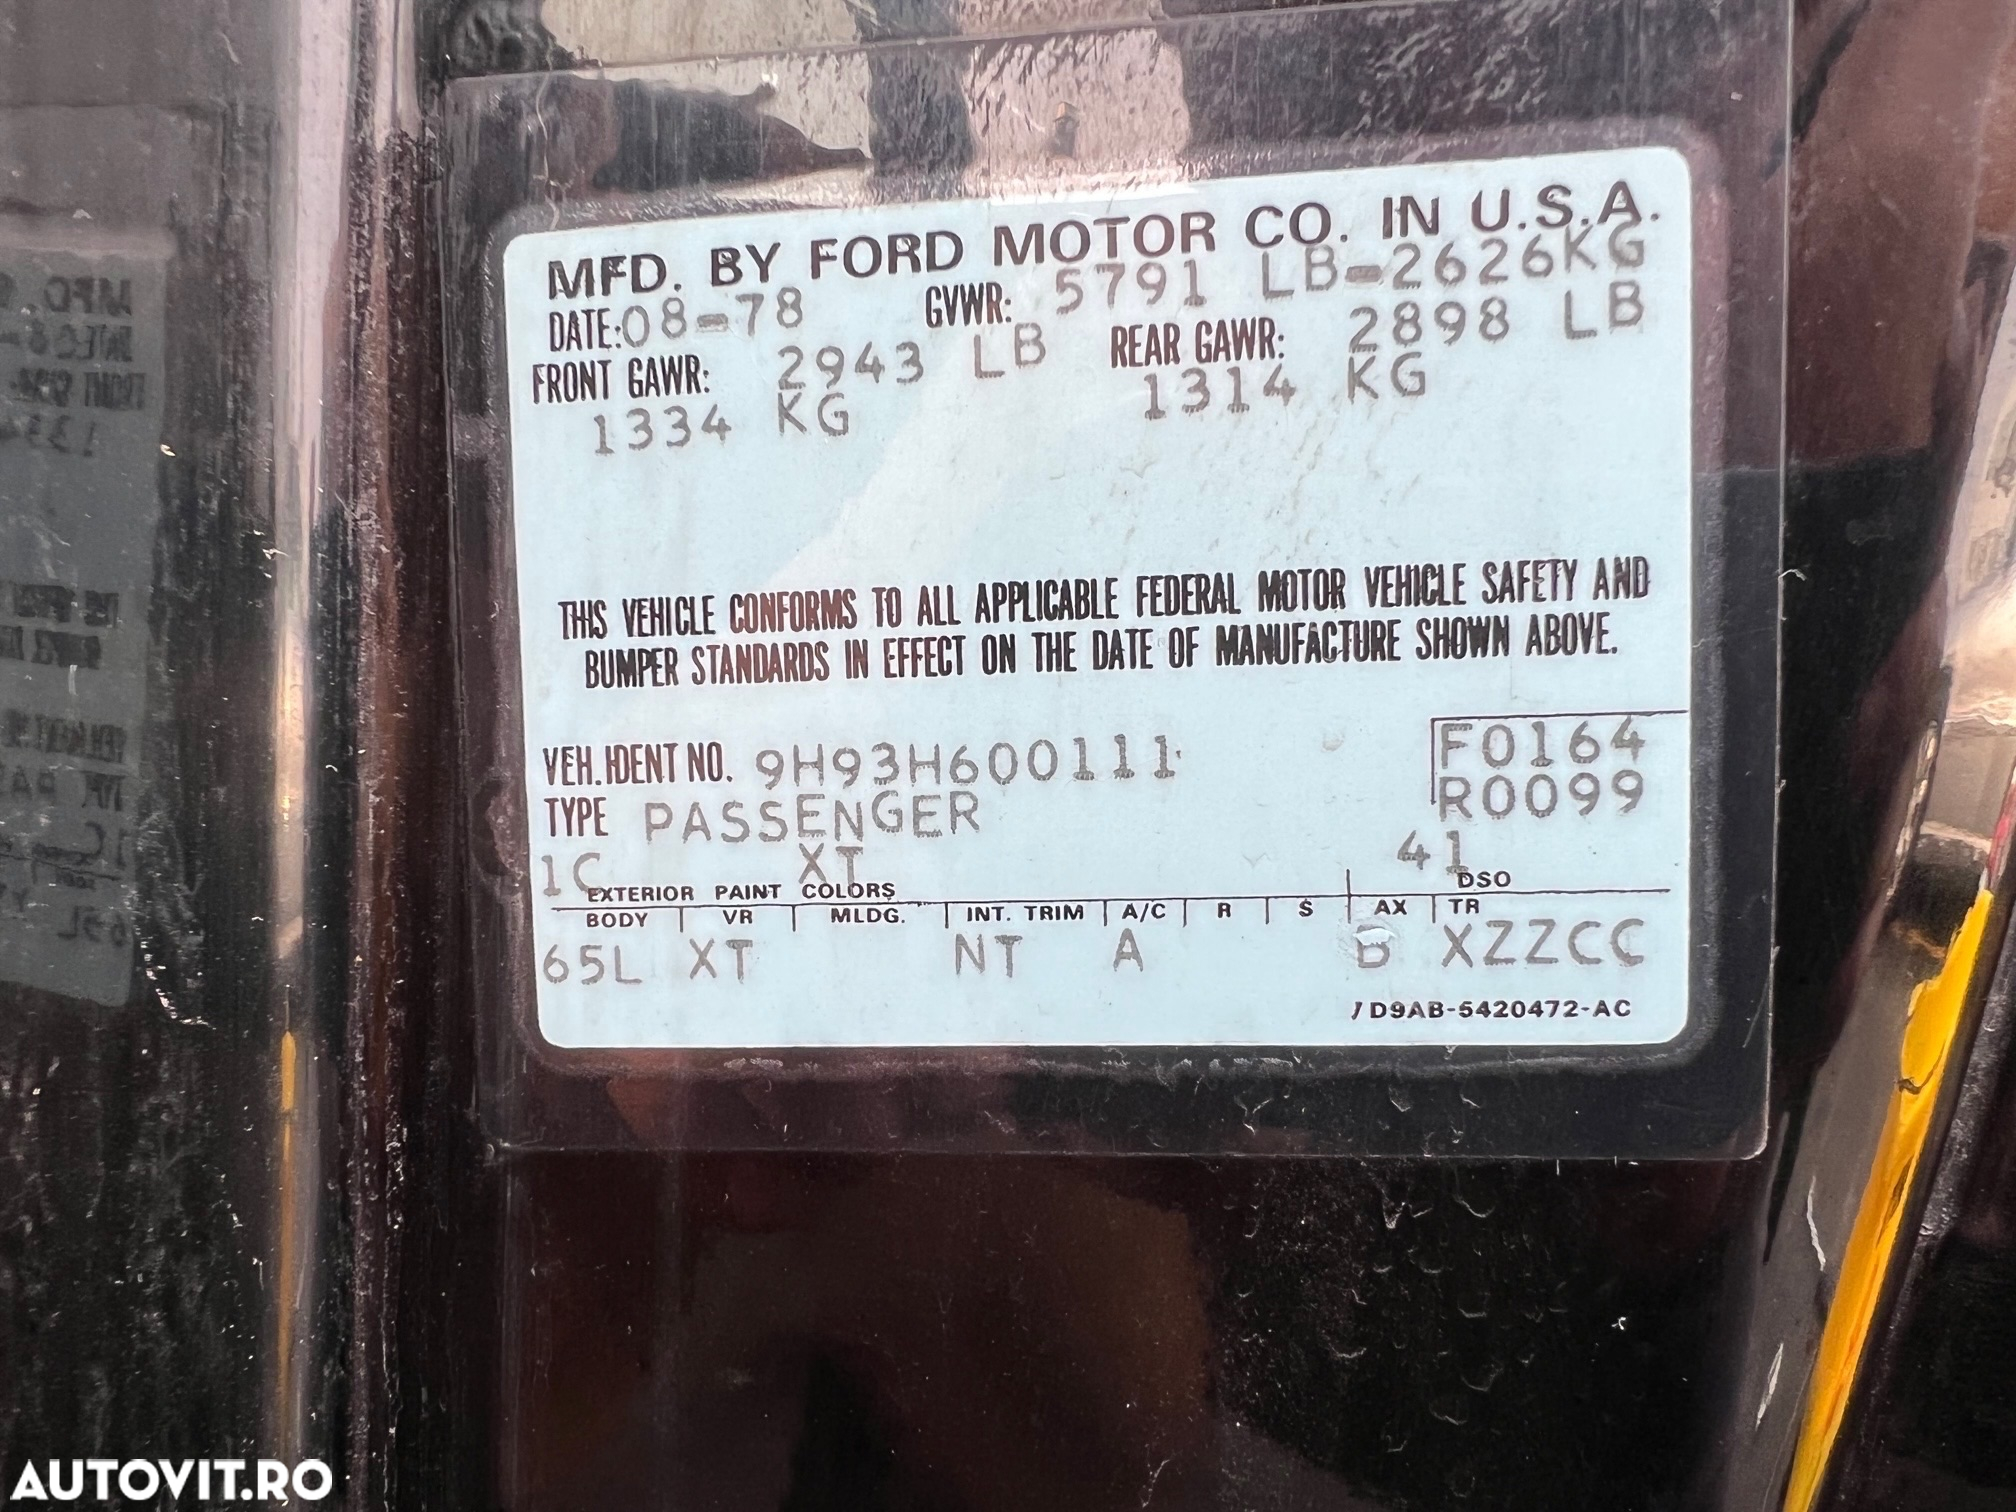 MFD. BY FORD MOTOR CO. IN U.S.A.
DATE: 08-78 GVWR: 5791 LB-2626KG
FRONT GAWR: 2943 LB REAR GAWR: 2898 LB
1334 KG 1314 KG
THIS VEHICLE CONFORMS TO ALL APPLICABLE FEDERAL MOTOR VEHICLE SAFETY AND
BUMPER STANDARDS IN EFFECT ON THE DATE OF MANUFACTURE SHOWN ABOVE.
VEH. IDENT NO. 9H93H600111 F0164
TYPE PASSENGER R0099
1C XT 41
EXTERIOR PAINT COLORS DSO
BODY VR MLDG. INT. TRIM A/C R S AX TR
65L XT NT A B XZZCC
D9AB-5420472-AC
AUTOVIT.RO